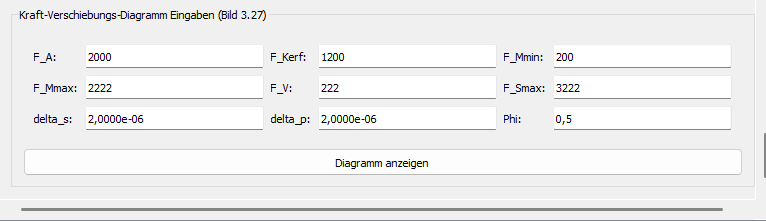 Kraft-Verschiebungs-Diagramm Eingaben (Bild 3.27)
F_A: 2000 F_Kerf: 1200 F_Mmin: 200
F_Mmax: 2222 F_V: 222 F_Smax: 3222
delta_s: 2,0000e-06 delta_p: 2,0000e-06 Phi: 0,5
Diagramm anzeigen